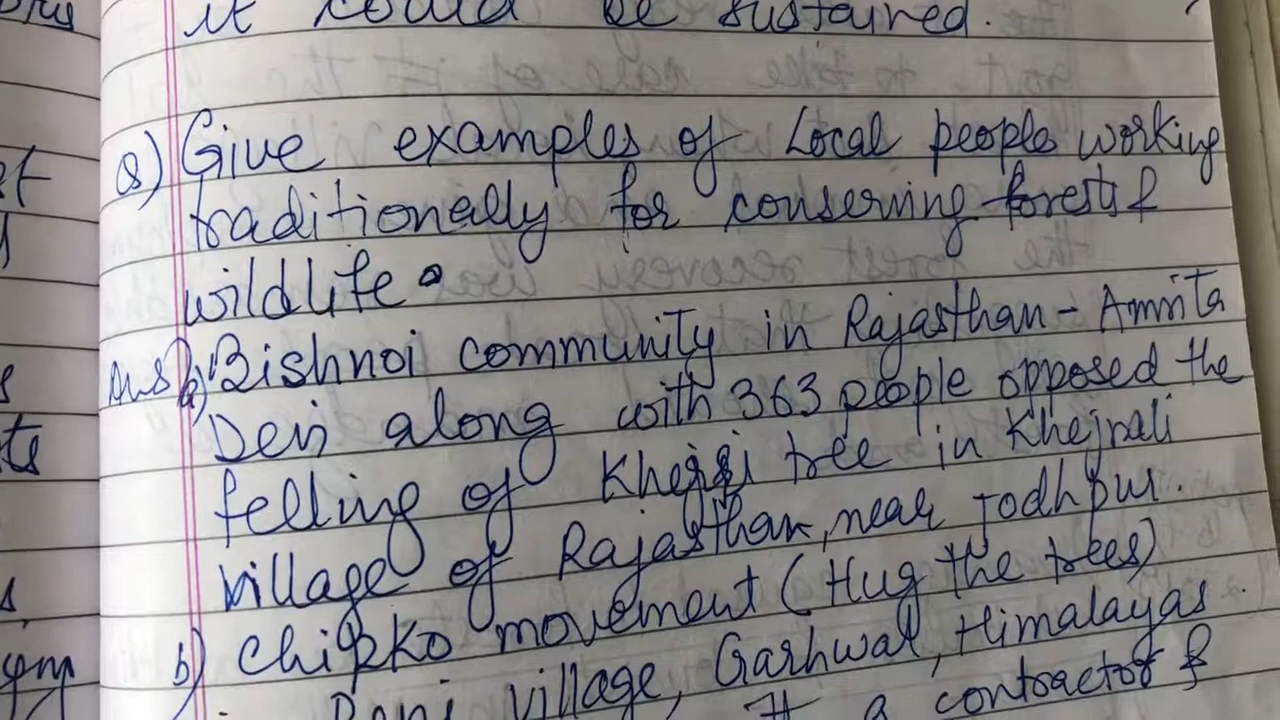 it could be sustained.
Q) Give examples of Local people working
traditionally for conserving forests &
wildlife.
Ans a) Bishnoi community in Rajasthan - Amrita
Devi along with 363 people opposed the
felling of Khejri tree in Khejrali
village of Rajasthan, near Jodhpur.
b) Chipko movement (Hug the trees)
Reni village, Garhwal, Himalayas.
a contractor &